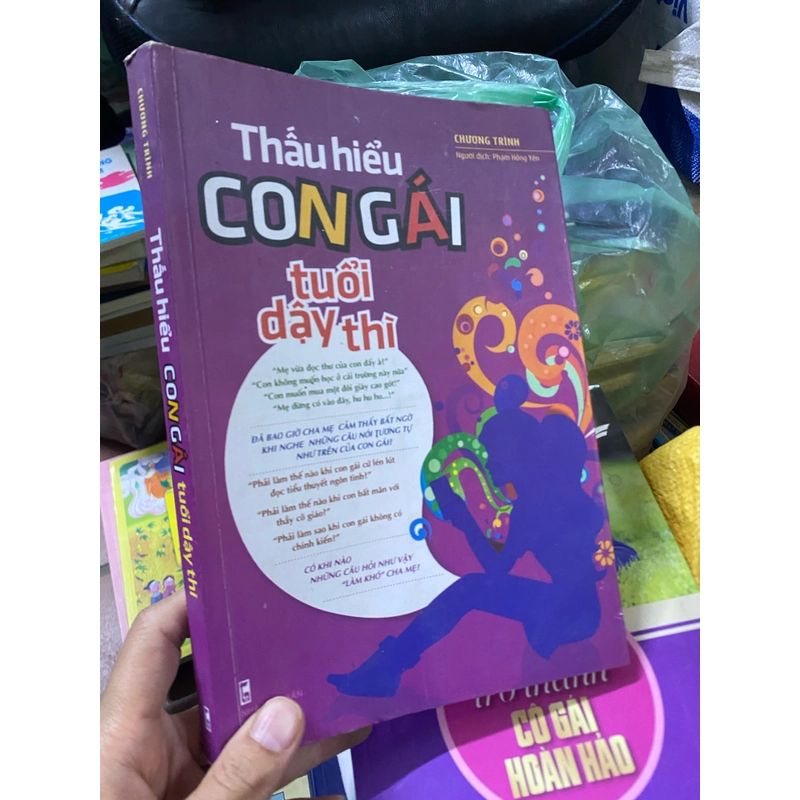 CHƯƠNG TRÌNH
Thấu hiểu CON GÁI tuổi dậy thì
CHƯƠNG TRÌNH
Người dịch: Phạm Hồng Yến
Thấu hiểu
CON GÁI
tuổi
dậy thì
"Mẹ vừa đọc thư của con đấy à!"
"Con không muốn học ở cái trường này nữa"
"Con muốn mua một đôi giày cao gót!"
"Mẹ đừng có vào đây, hu hu hu...!"
ĐÃ BAO GIỜ CHA MẸ CẢM THẤY BẤT NGỜ
KHI NGHE NHỮNG CÂU NÓI TƯƠNG TỰ
NHƯ TRÊN CỦA CON GÁI!
"Phải làm thế nào khi con gái cứ lén lút
đọc tiểu thuyết ngôn tình!"
"Phải làm thế nào khi con bất mãn với
thầy cô giáo?"
"Phải làm sao khi con gái không có
chính kiến?"
CÓ KHI NÀO
NHỮNG CÂU HỎI NHƯ VẬY
"LÀM KHÓ" CHA MẸ!
CÔ GÁI
HOÀN HẢO